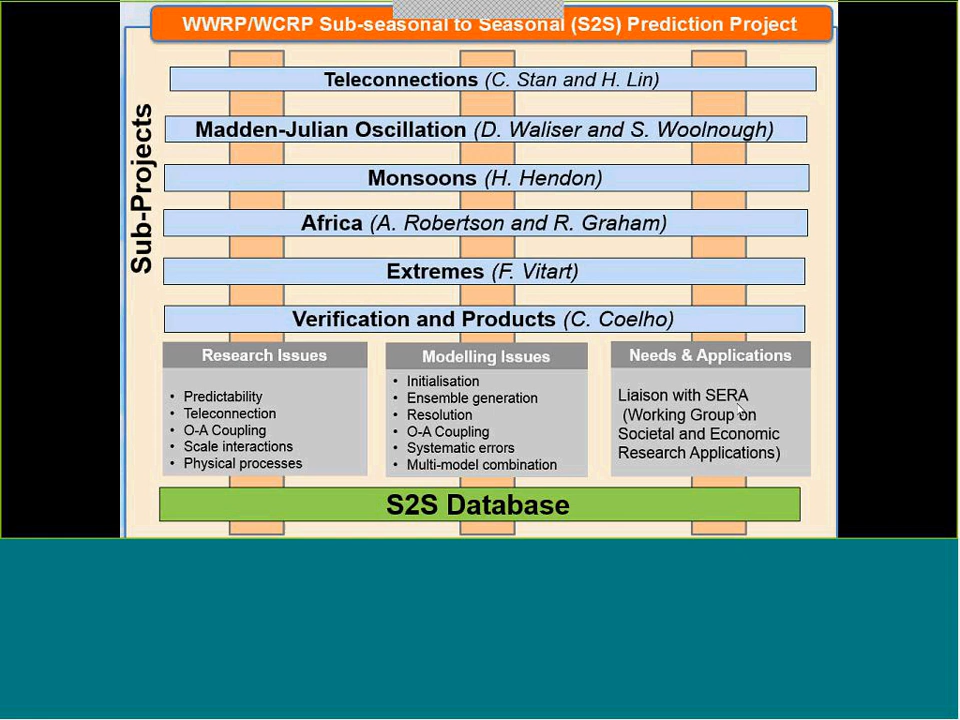 WWRP/WCRP Sub-seasonal to Seasonal (S2S) Prediction Project
Sub-Projects
Teleconnections (C. Stan and H. Lin)
Madden-Julian Oscillation (D. Waliser and S. Woolnough)
Monsoons (H. Hendon)
Africa (A. Robertson and R. Graham)
Extremes (F. Vitart)
Verification and Products (C. Coelho)
Research Issues
• Predictability
• Teleconnection
• O-A Coupling
• Scale interactions
• Physical processes
Modelling Issues
• Initialisation
• Ensemble generation
• Resolution
• O-A Coupling
• Systematic errors
• Multi-model combination
Needs & Applications
Liaison with SERA
(Working Group on
Societal and Economic
Research Applications)
S2S Database